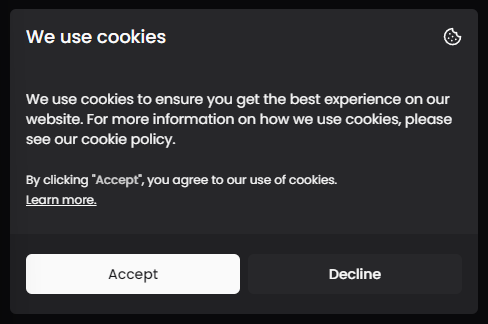 We use cookies
We use cookies to ensure you get the best experience on our
website. For more information on how we use cookies, please
see our cookie policy.
By clicking "Accept", you agree to our use of cookies.
Learn more.
Accept
Decline